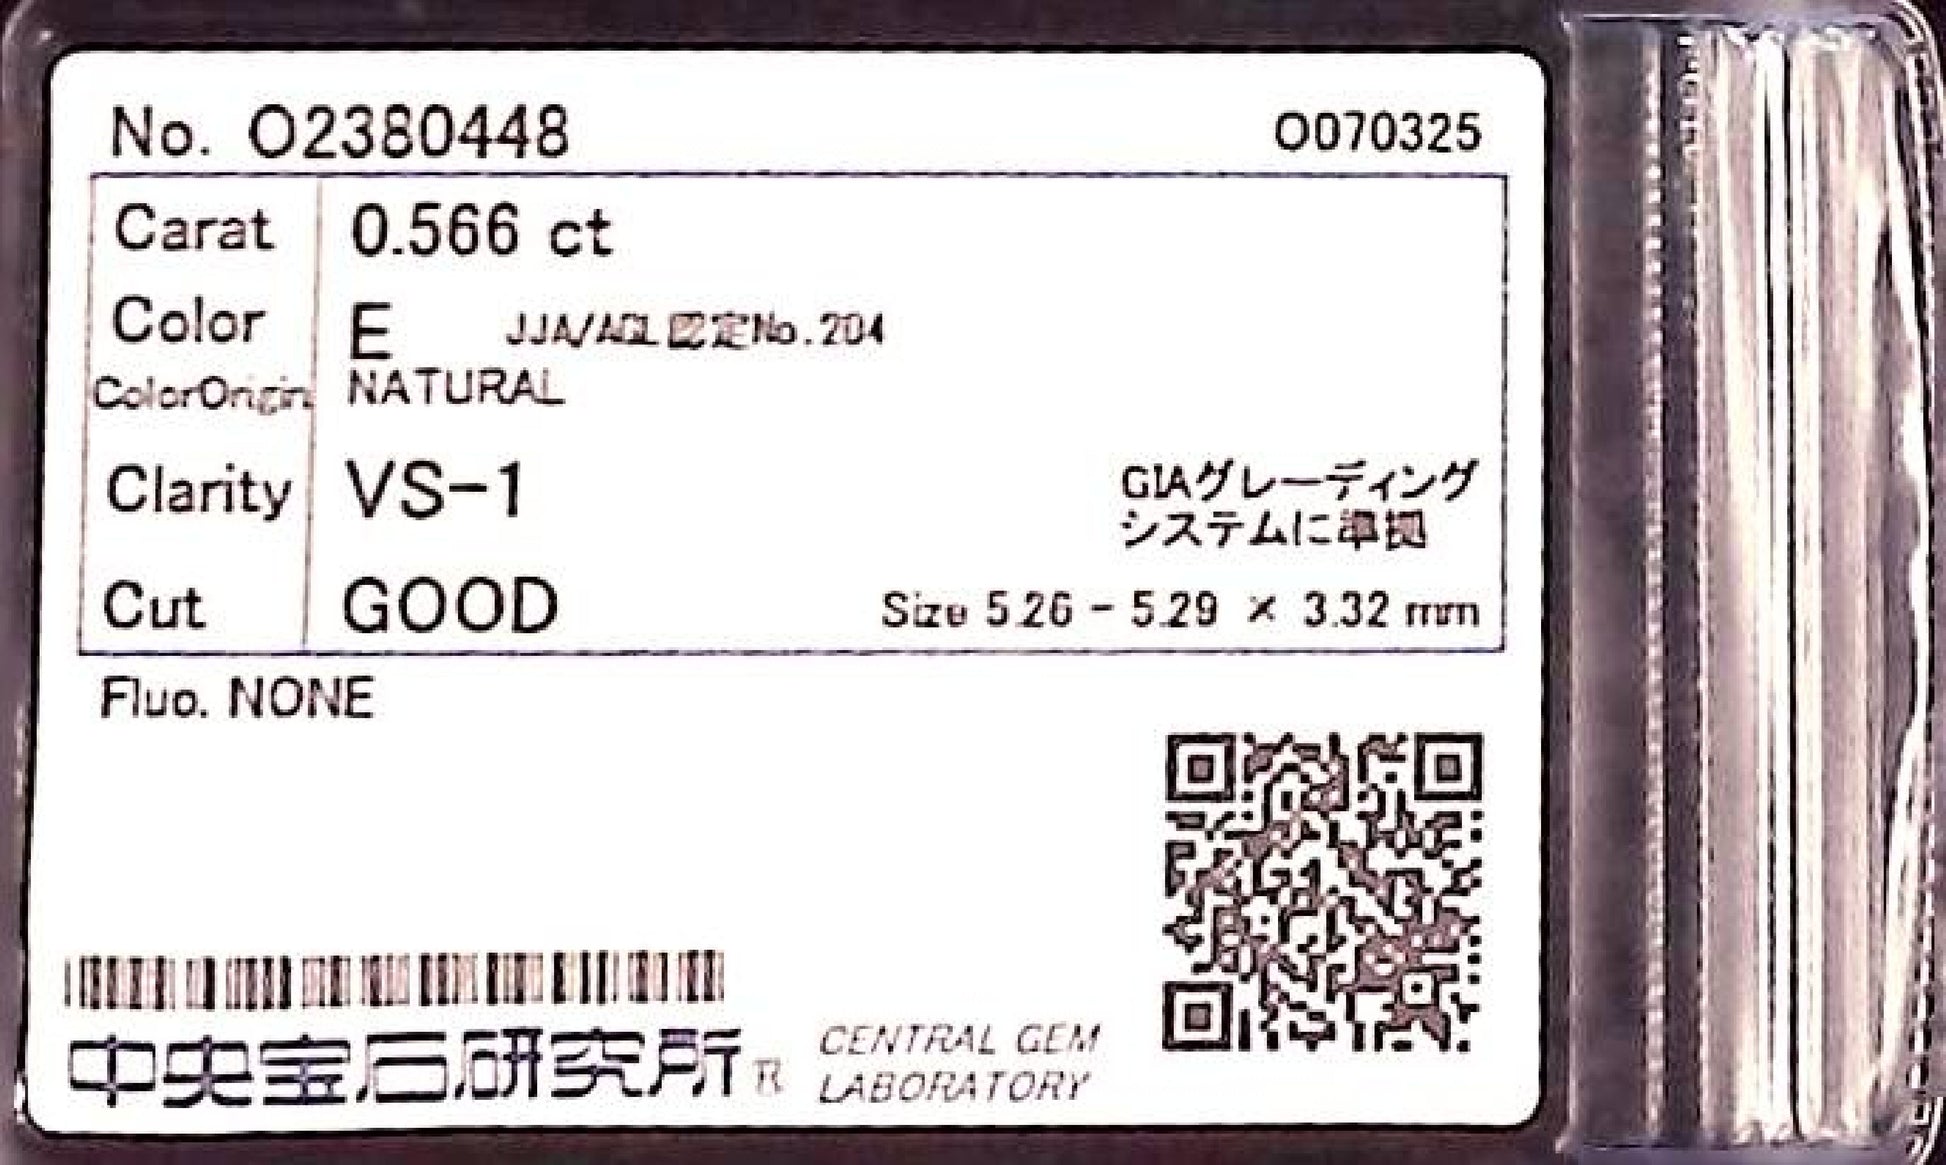 No. O2380448 O070325
Carat 0.566 ct
Color E JJA/AGL認定No.204
ColorOrigin NATURAL
Clarity VS-1
GIAグレーディング
システムに準拠
Cut GOOD Size 5.26 - 5.29 × 3.32 mm
Fluo. NONE
中央宝石研究所® CENTRAL GEM
LABORATORY